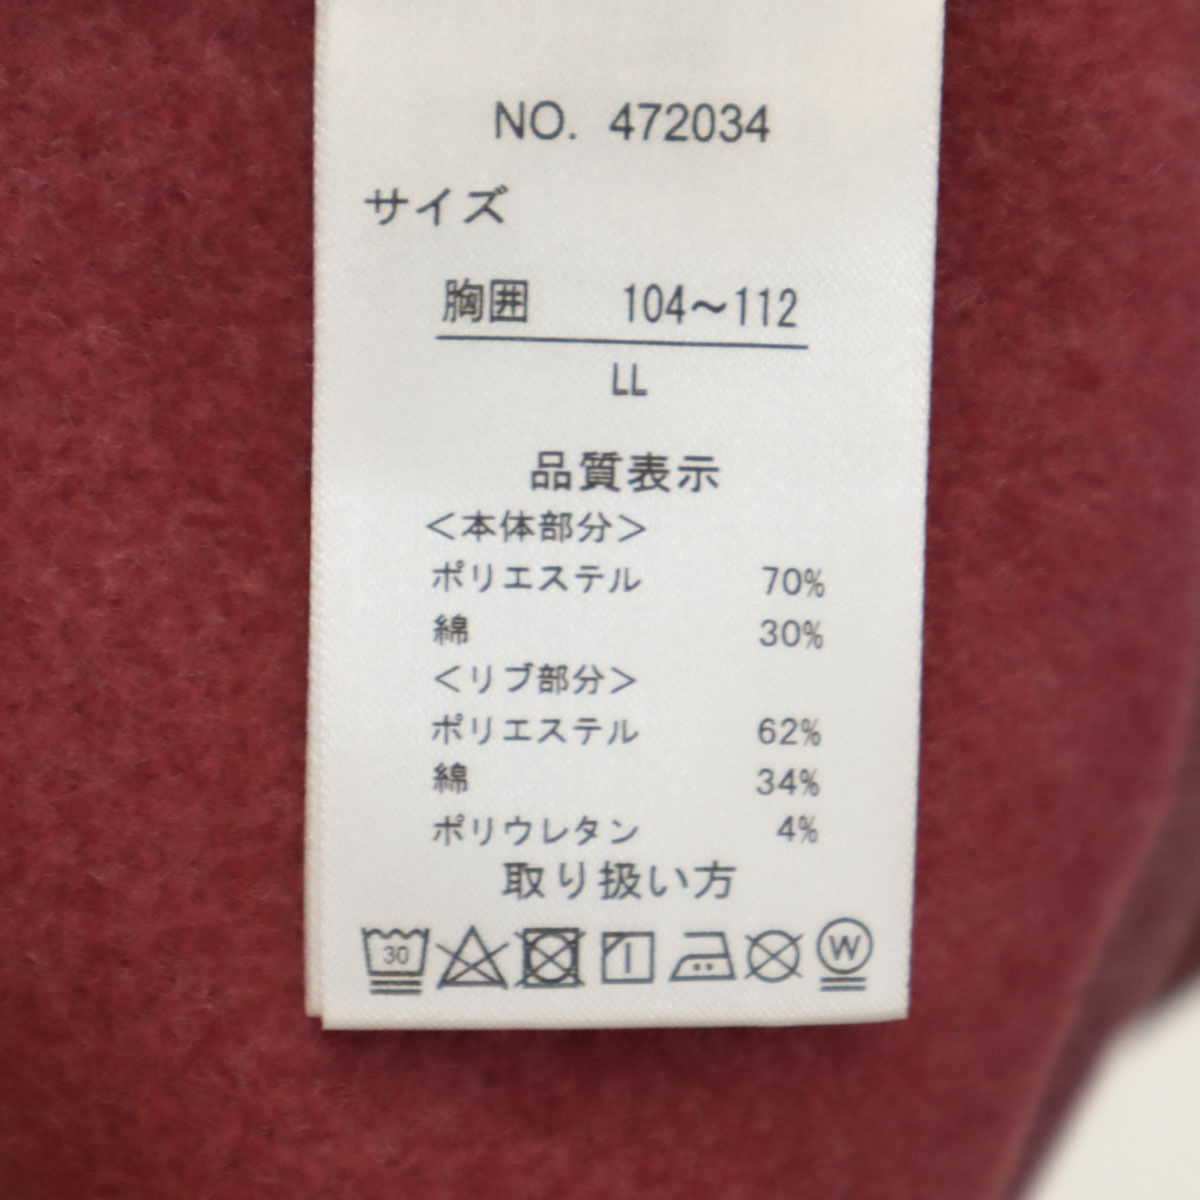 NO. 472034
サイズ
胸囲 104～112
LL
品質表示
＜本体部分＞
ポリエステル 70%
綿 30%
＜リブ部分＞
ポリエステル 62%
綿 34%
ポリウレタン 4%
取り扱い方
30 W